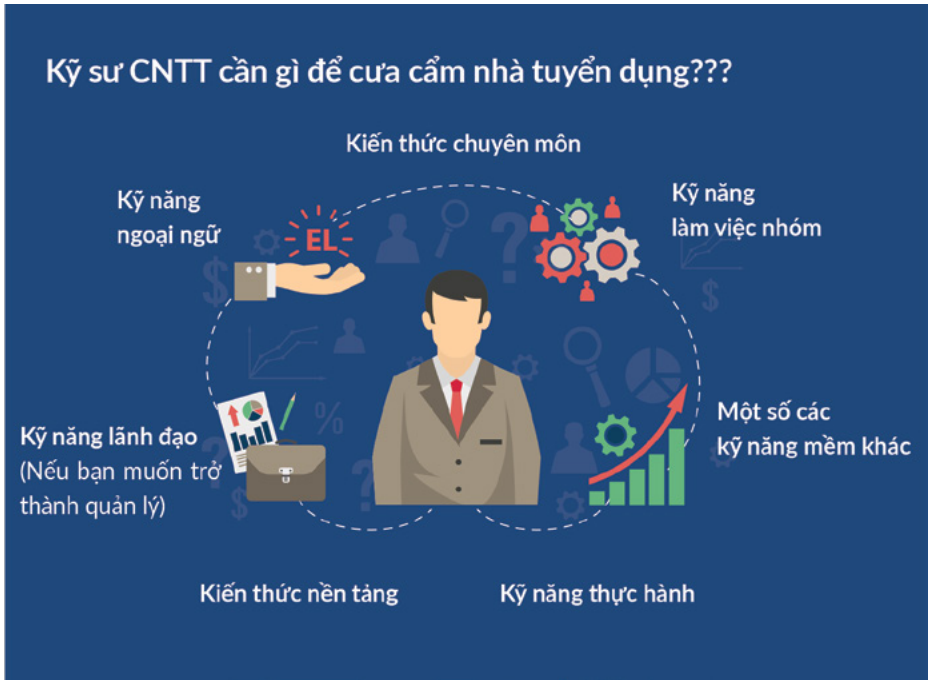 Kỹ sư CNTT cần gì để cưa cẩm nhà tuyển dụng???
Kiến thức chuyên môn
Kỹ năng
ngoại ngữ
EL
Kỹ năng
làm việc nhóm
Kỹ năng lãnh đạo
(Nếu bạn muốn trở
thành quản lý)
Một số các
kỹ năng mềm khác
Kiến thức nền tảng
Kỹ năng thực hành